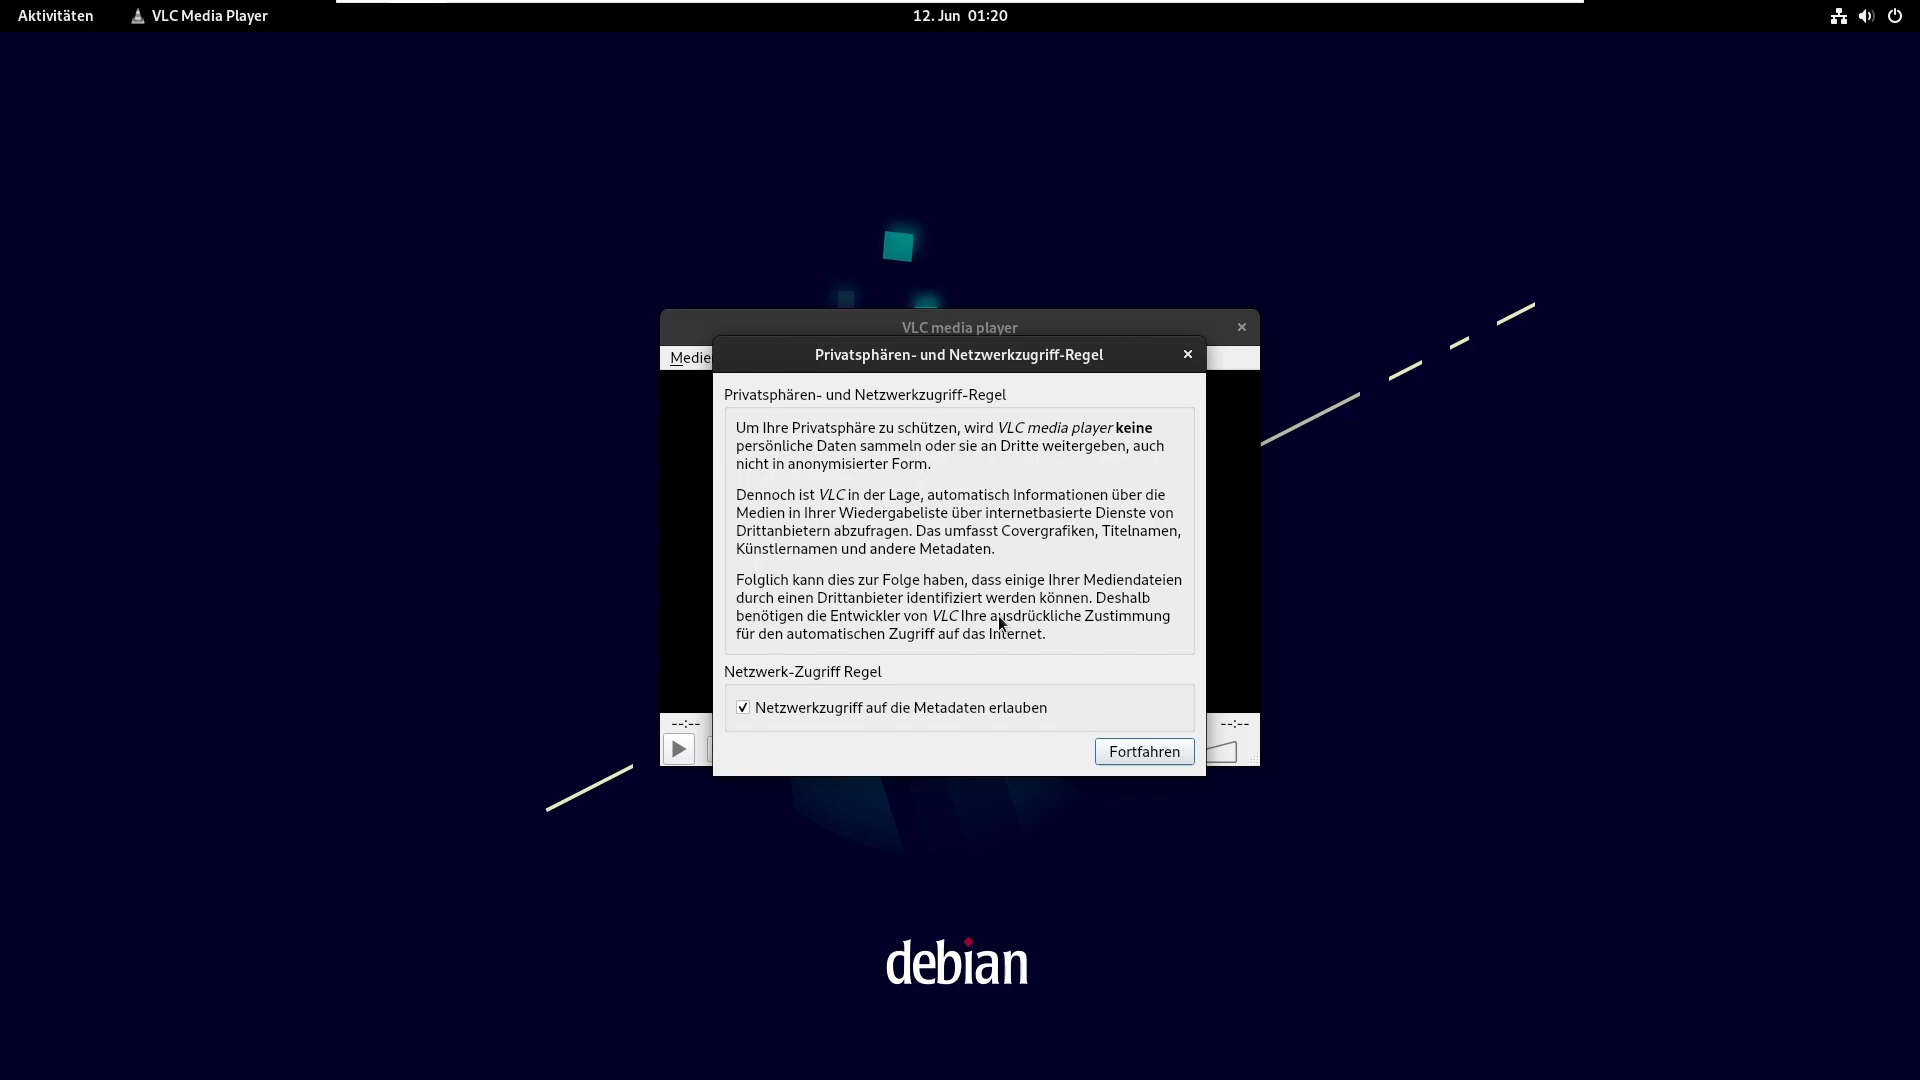 Aktivitäten VLC Media Player 12. Jun 01:20
VLC media player
Medie
Privatsphären- und Netzwerkzugriff-Regel
Privatsphären- und Netzwerkzugriff-Regel
Um Ihre Privatsphäre zu schützen, wird VLC media player keine
persönliche Daten sammeln oder sie an Dritte weitergeben, auch
nicht in anonymisierter Form.
Dennoch ist VLC in der Lage, automatisch Informationen über die
Medien in Ihrer Wiedergabeliste über internetbasierte Dienste von
Drittanbietern abzufragen. Das umfasst Covergrafiken, Titelnamen,
Künstlernamen und andere Metadaten.
Folglich kann dies zur Folge haben, dass einige Ihrer Mediendateien
durch einen Drittanbieter identifiziert werden können. Deshalb
benötigen die Entwickler von VLC Ihre ausdrückliche Zustimmung
für den automatischen Zugriff auf das Internet.
Netzwerk-Zugriff Regel
Netzwerkzugriff auf die Metadaten erlauben
--:-- --:--
Fortfahren
debian